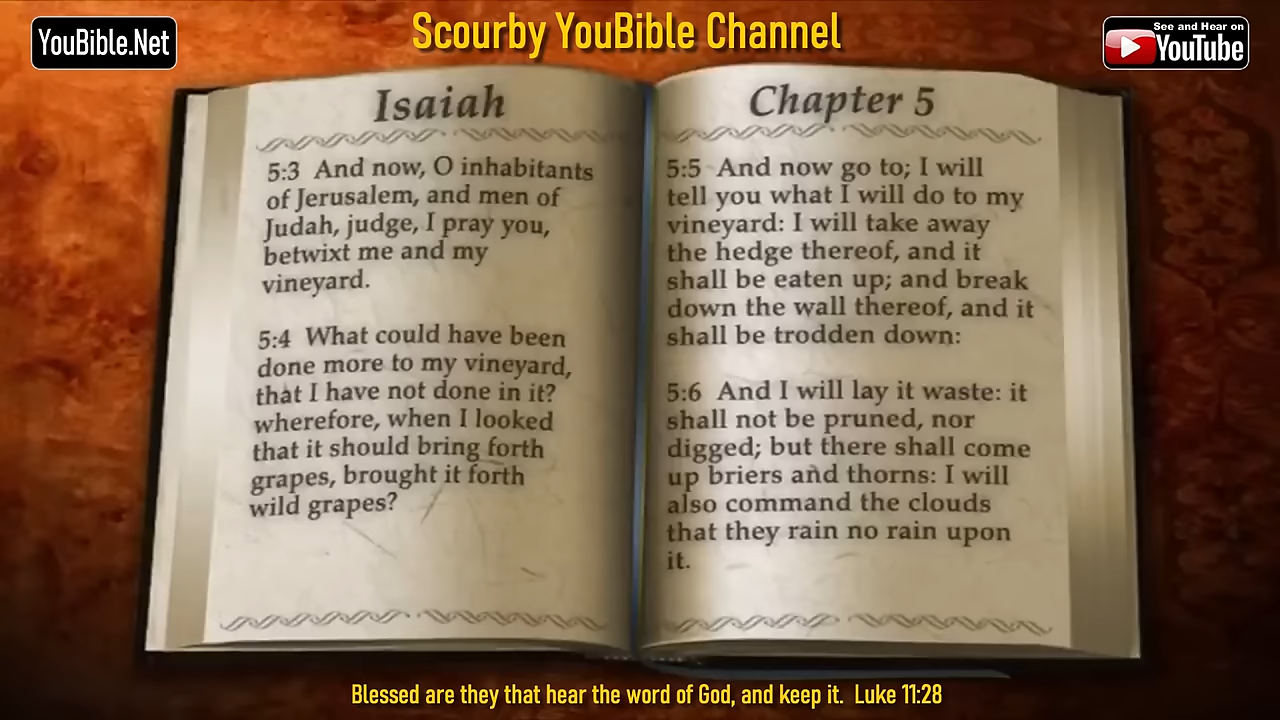 YouBible.Net
Scourby YouBible Channel
See and Hear on
YouTube
Isaiah
Chapter 5
5:3 And now, O inhabitants
of Jerusalem, and men of
Judah, judge, I pray you,
betwixt me and my
vineyard.
5:4 What could have been
done more to my vineyard,
that I have not done in it?
wherefore, when I looked
that it should bring forth
grapes, brought it forth
wild grapes?
5:5 And now go to; I will
tell you what I will do to my
vineyard: I will take away
the hedge thereof, and it
shall be eaten up; and break
down the wall thereof, and it
shall be trodden down:
5:6 And I will lay it waste: it
shall not be pruned, nor
digged; but there shall come
up briers and thorns: I will
also command the clouds
that they rain no rain upon
it.
Blessed are they that hear the word of God, and keep it. Luke 11:28